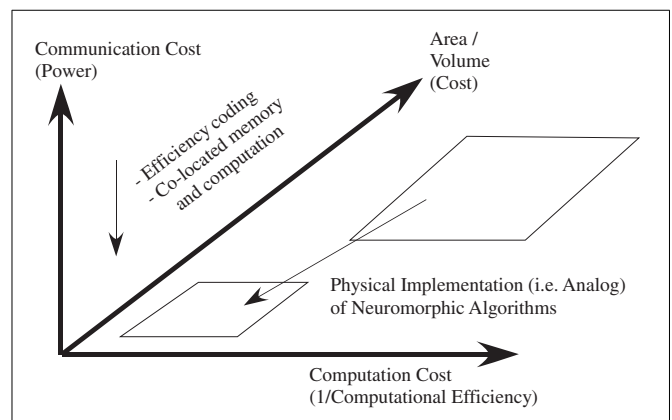 Communication Cost
(Power)
Area /
Volume
(Cost)
- Efficiency coding
- Co-located memory
and computation
Physical Implementation (i.e. Analog)
of Neuromorphic Algorithms
Computation Cost
(1/Computational Efficiency)